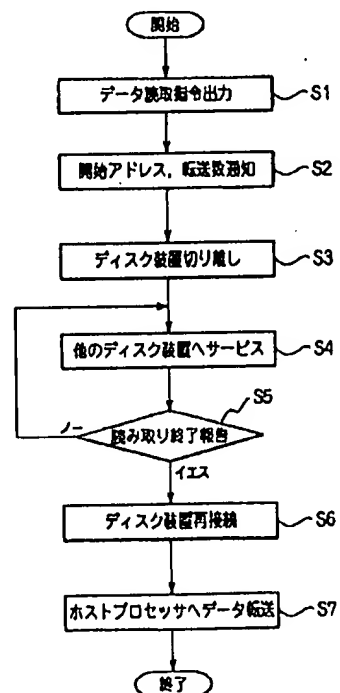 開始
データ読取指令出力
S1
開始アドレス，転送数通知
S2
ディスク装置切り離し
S3
他のディスク装置へサービス
S4
読み取り終了報告
S5
ノー
イエス
ディスク装置再接続
S6
ホストプロセッサへデータ転送
S7
終了